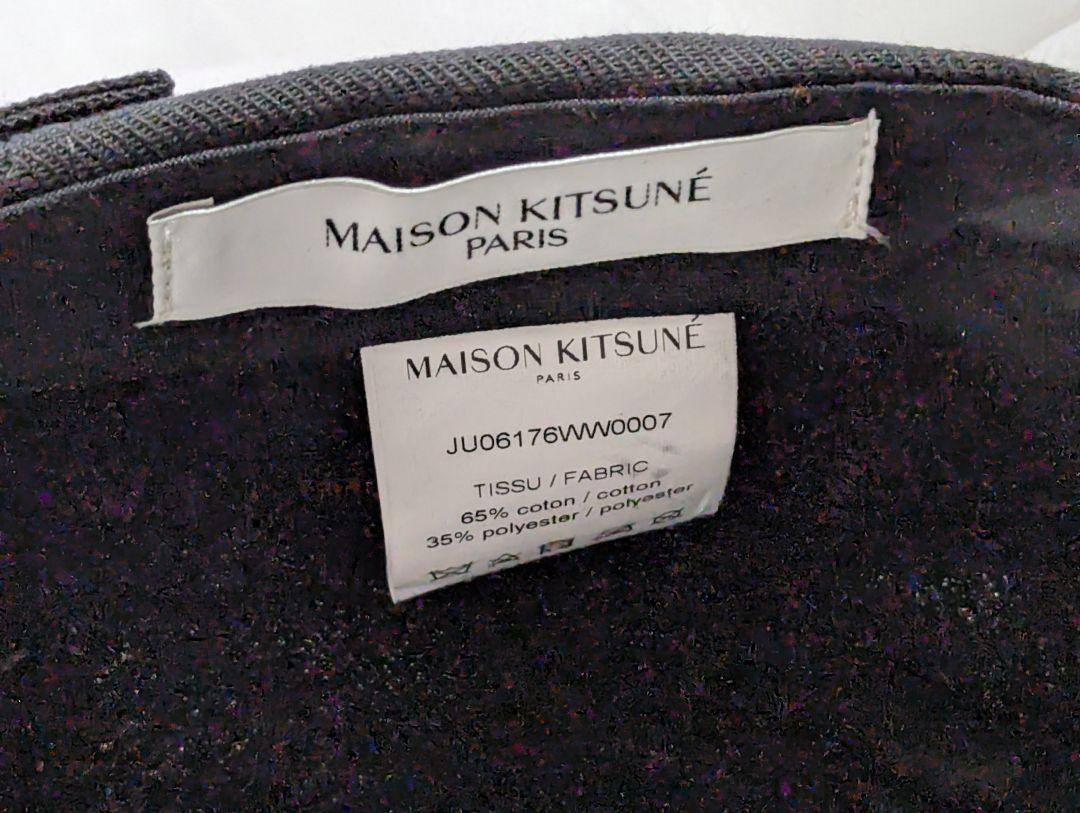 MAISON KITSUNÉ
PARIS
MAISON KITSUNÉ
PARIS
JU06176WW0007
TISSU / FABRIC
65% coton / cotton
35% polyester / polyester